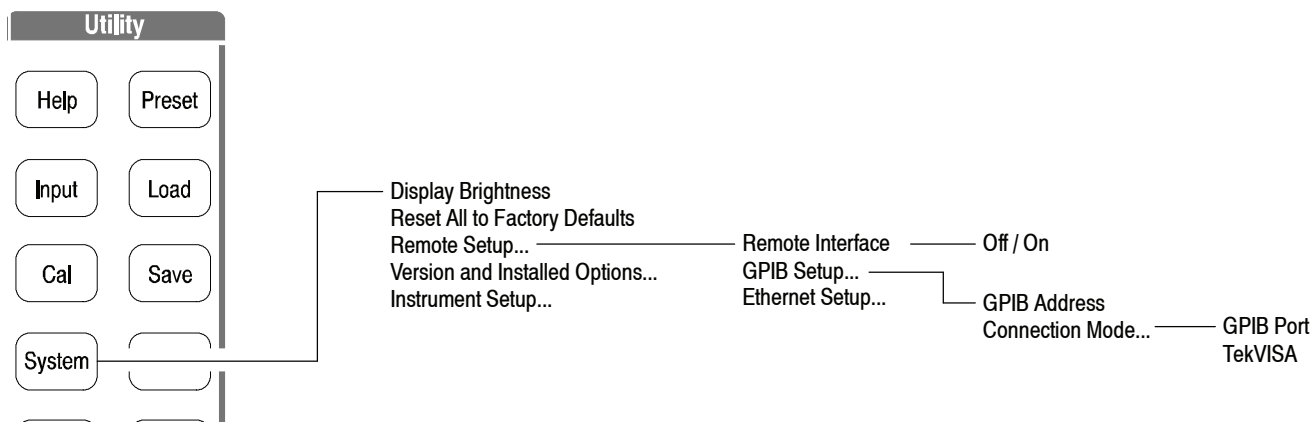 Utility
Help
Preset
Input
Load
Cal
Save
System
Display Brightness
Reset All to Factory Defaults
Remote Setup...
Version and Installed Options...
Instrument Setup...
Remote Interface
GPIB Setup...
Ethernet Setup...
Off / On
GPIB Address
Connection Mode...
GPIB Port
TekVISA